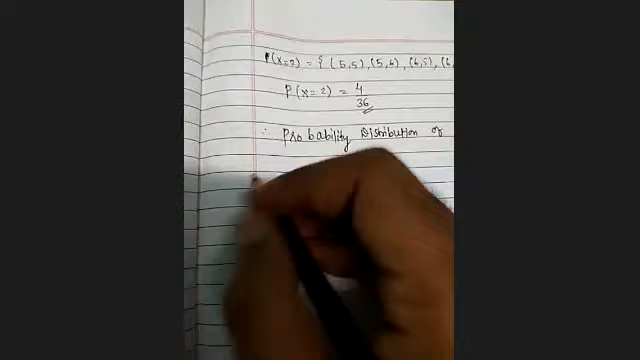 P(x=2) = { (5,5), (5,6), (6,5), (6,
P(x=2) = 4/36
∴ Probability Distribution of